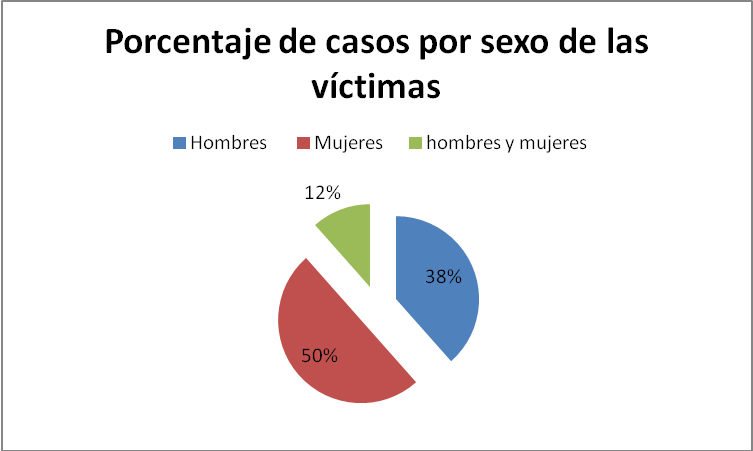 Porcentaje de casos por sexo de las
víctimas
Hombres Mujeres hombres y mujeres
12%
38%
50%